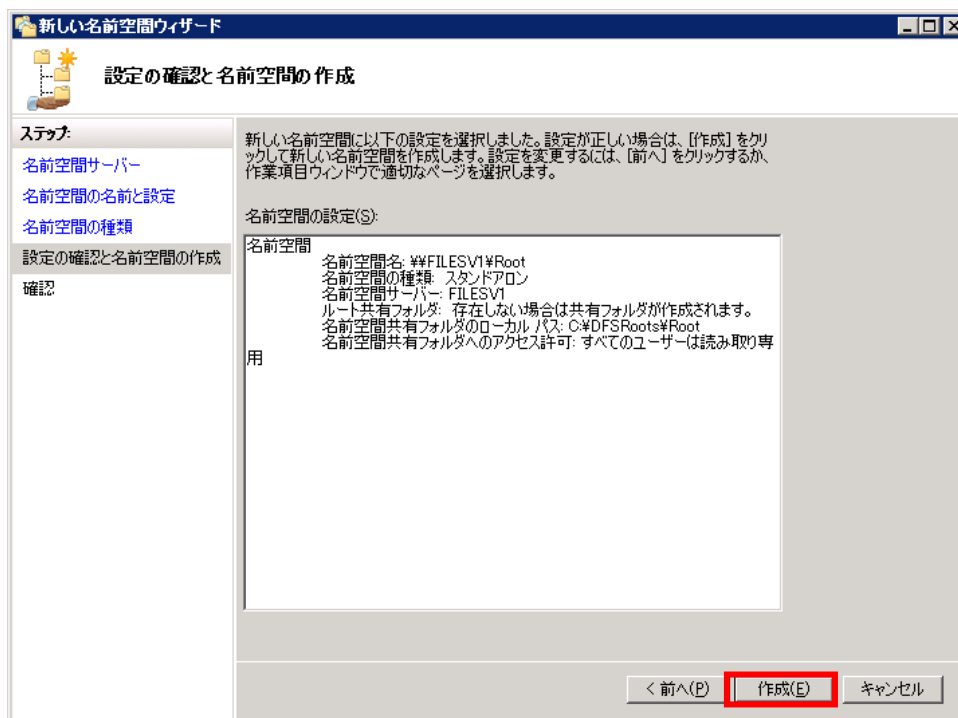 新しい名前空間ウィザード
設定の確認と名前空間の作成
ステップ:
名前空間サーバー
名前空間の名前と設定
名前空間の種類
設定の確認と名前空間の作成
確認
新しい名前空間に以下の設定を選択しました。設定が正しい場合は、[作成] をクリ
ックして新しい名前空間を作成します。設定を変更するには、[前へ] をクリックするか、
作業項目ウィンドウで適切なページを選択します。
名前空間の設定(S):
名前空間
名前空間名: ¥¥FILESV1¥Root
名前空間の種類: スタンドアロン
名前空間サーバー: FILESV1
ルート共有フォルダ: 存在しない場合は共有フォルダが作成されます。
名前空間共有フォルダのローカル パス: C:¥DFSRoots¥Root
名前空間共有フォルダへのアクセス許可: すべてのユーザーは読み取り専
用
< 前へ(P)
作成(E)
キャンセル